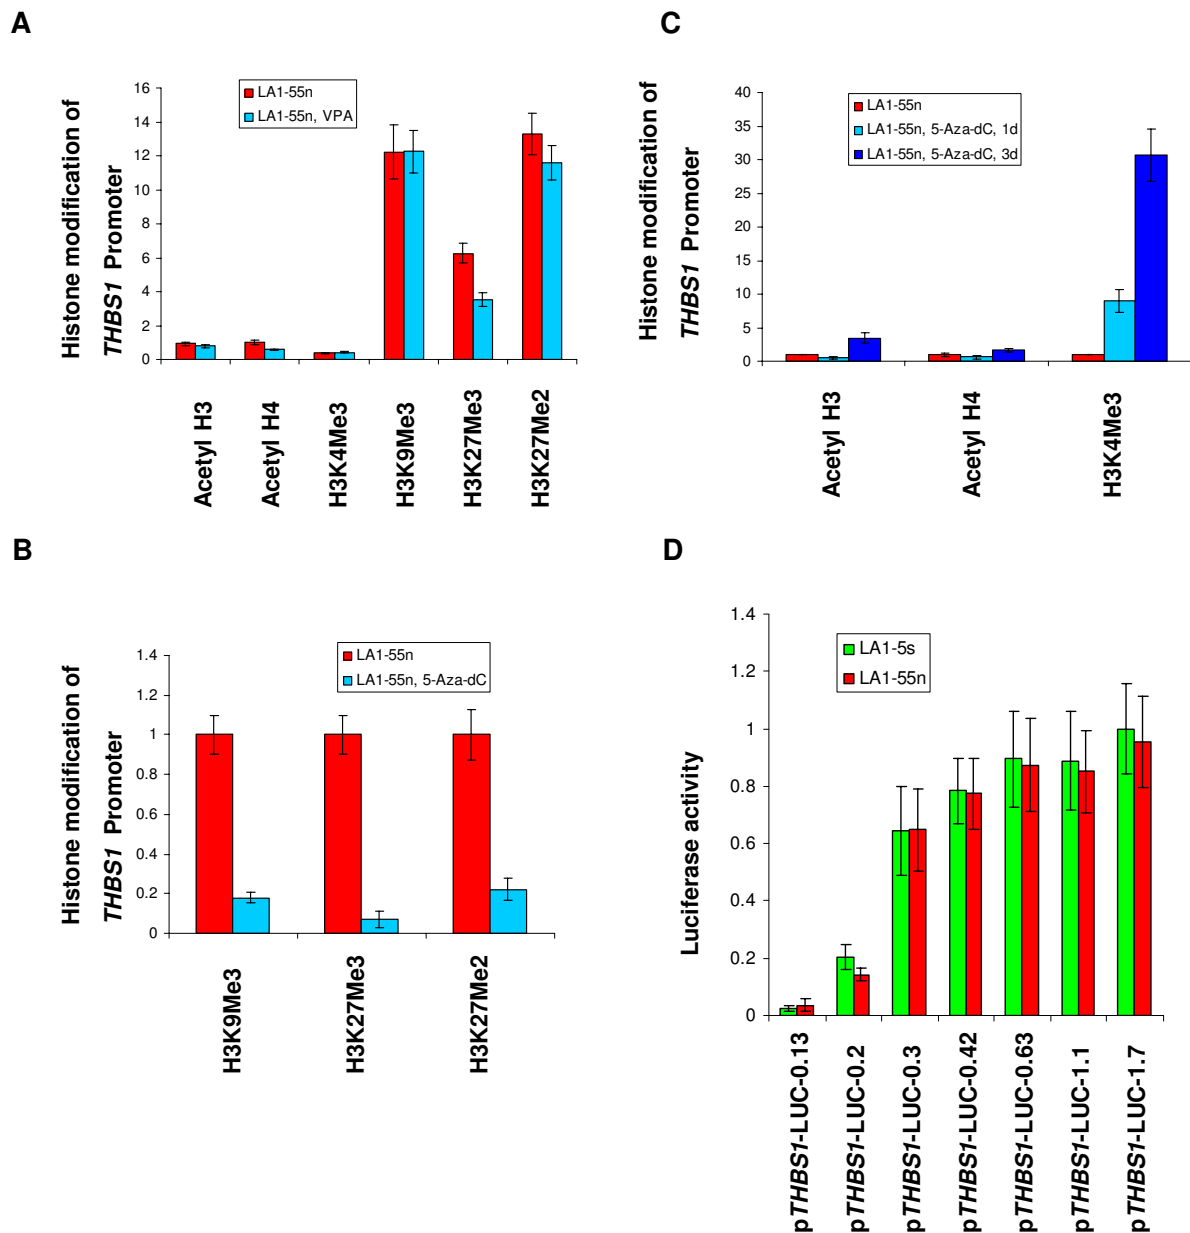 A
Histone modification of
THBS1 Promoter
16
14
12
10
8
6
4
2
0
LA1-55n
LA1-55n, VPA
Acetyl H3
Acetyl H4
H3K4Me3
H3K9Me3
H3K27Me3
H3K27Me2
C
Histone modification of
THBS1 Promoter
40
35
30
25
20
15
10
5
0
LA1-55n
LA1-55n, 5-Aza-dC, 1d
LA1-55n, 5-Aza-dC, 3d
Acetyl H3
Acetyl H4
H3K4Me3
B
Histone modification of
THBS1 Promoter
1.4
1.2
1
0.8
0.6
0.4
0.2
0
LA1-55n
LA1-55n, 5-Aza-dC
H3K9Me3
H3K27Me3
H3K27Me2
D
Luciferase activity
1.4
1.2
1
0.8
0.6
0.4
0.2
0
LA1-5s
LA1-55n
pTHBS1-LUC-0.13
pTHBS1-LUC-0.2
pTHBS1-LUC-0.3
pTHBS1-LUC-0.42
pTHBS1-LUC-0.63
pTHBS1-LUC-1.1
pTHBS1-LUC-1.7